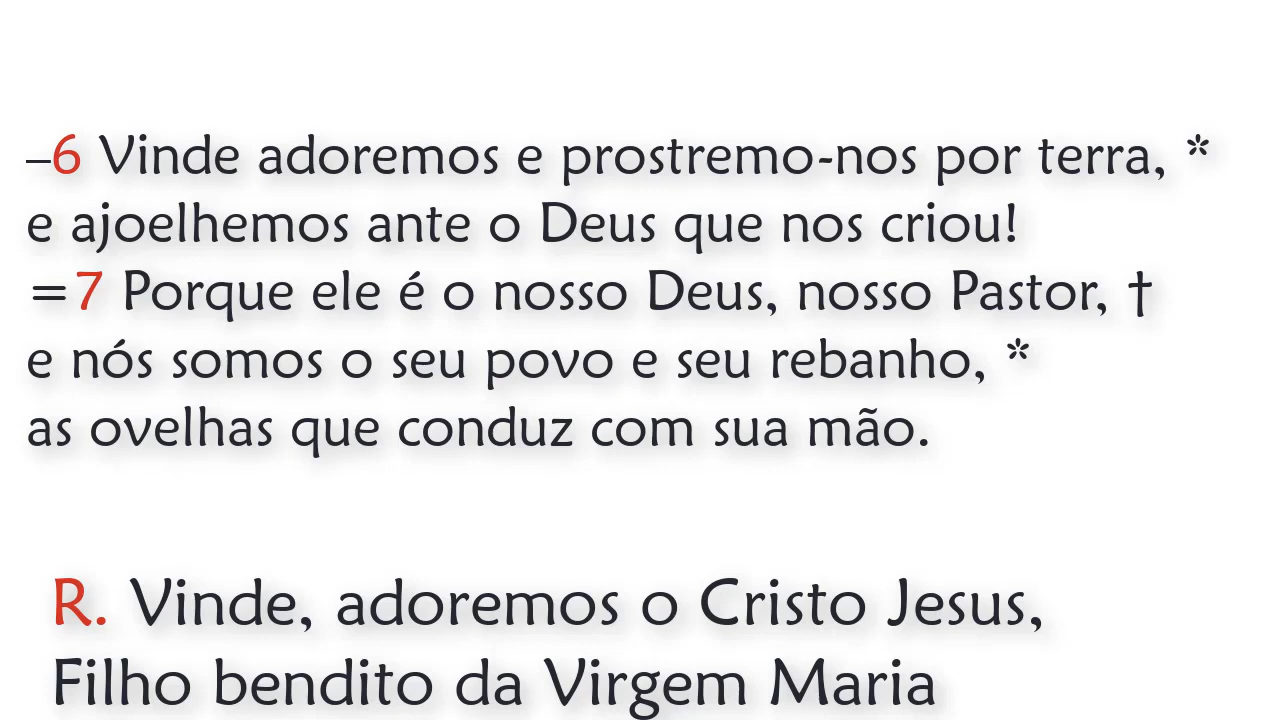 –6 Vinde adoremos e prostremo-nos por terra, *
e ajoelhemos ante o Deus que nos criou!
=7 Porque ele é o nosso Deus, nosso Pastor, †
e nós somos o seu povo e seu rebanho, *
as ovelhas que conduz com sua mão.
R. Vinde, adoremos o Cristo Jesus,
Filho bendito da Virgem Maria